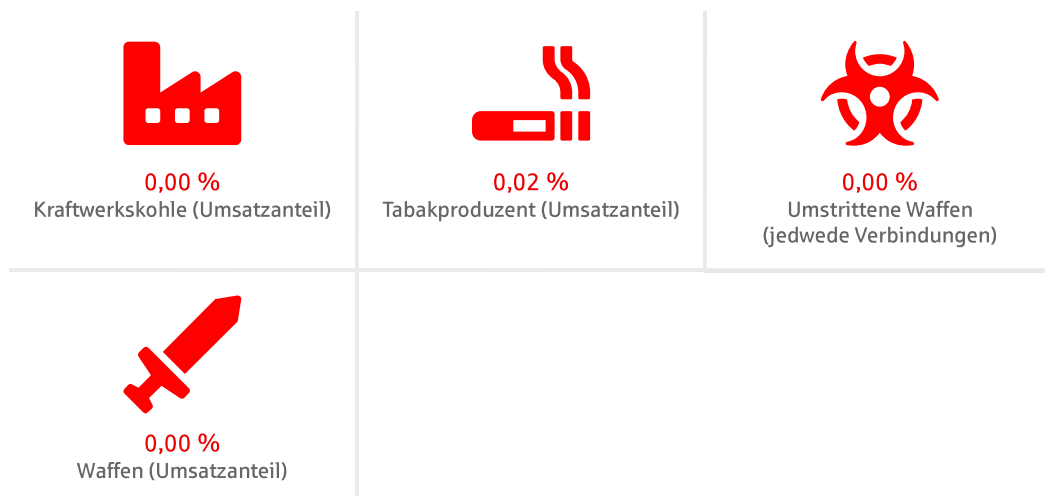 0,00 %
Kraftwerkskohle (Umsatzanteil)
0,02 %
Tabakproduzent (Umsatzanteil)
0,00 %
Umstrittene Waffen
(jedwede Verbindungen)
0,00 %
Waffen (Umsatzanteil)